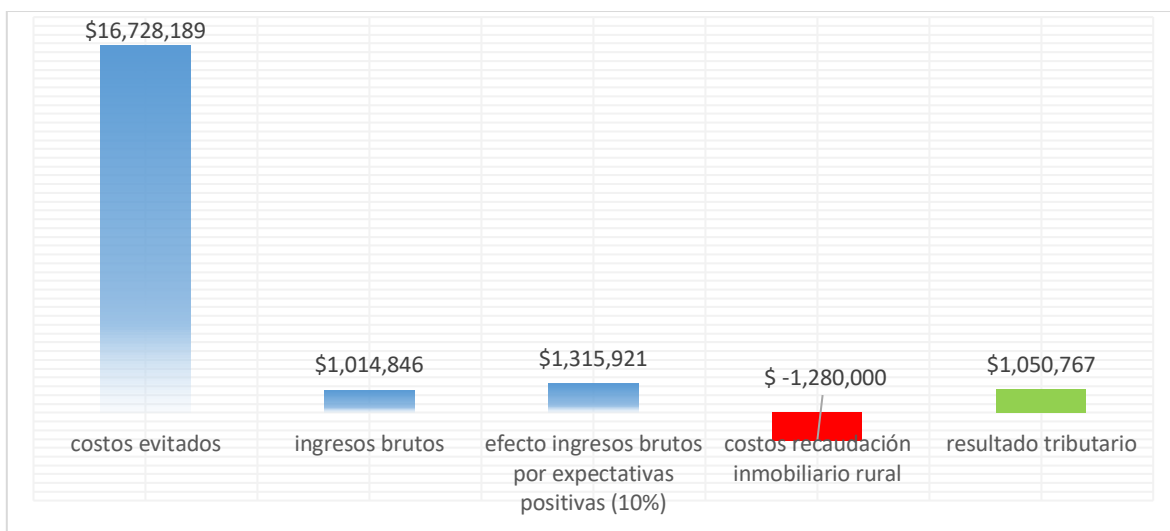 $16,728,189
$1,014,846
$1,315,921
$ -1,280,000
$1,050,767
costos evitados
ingresos brutos
efecto ingresos brutos
por expectativas
positivas (10%)
costos recaudación
inmobiliario rural
resultado tributario